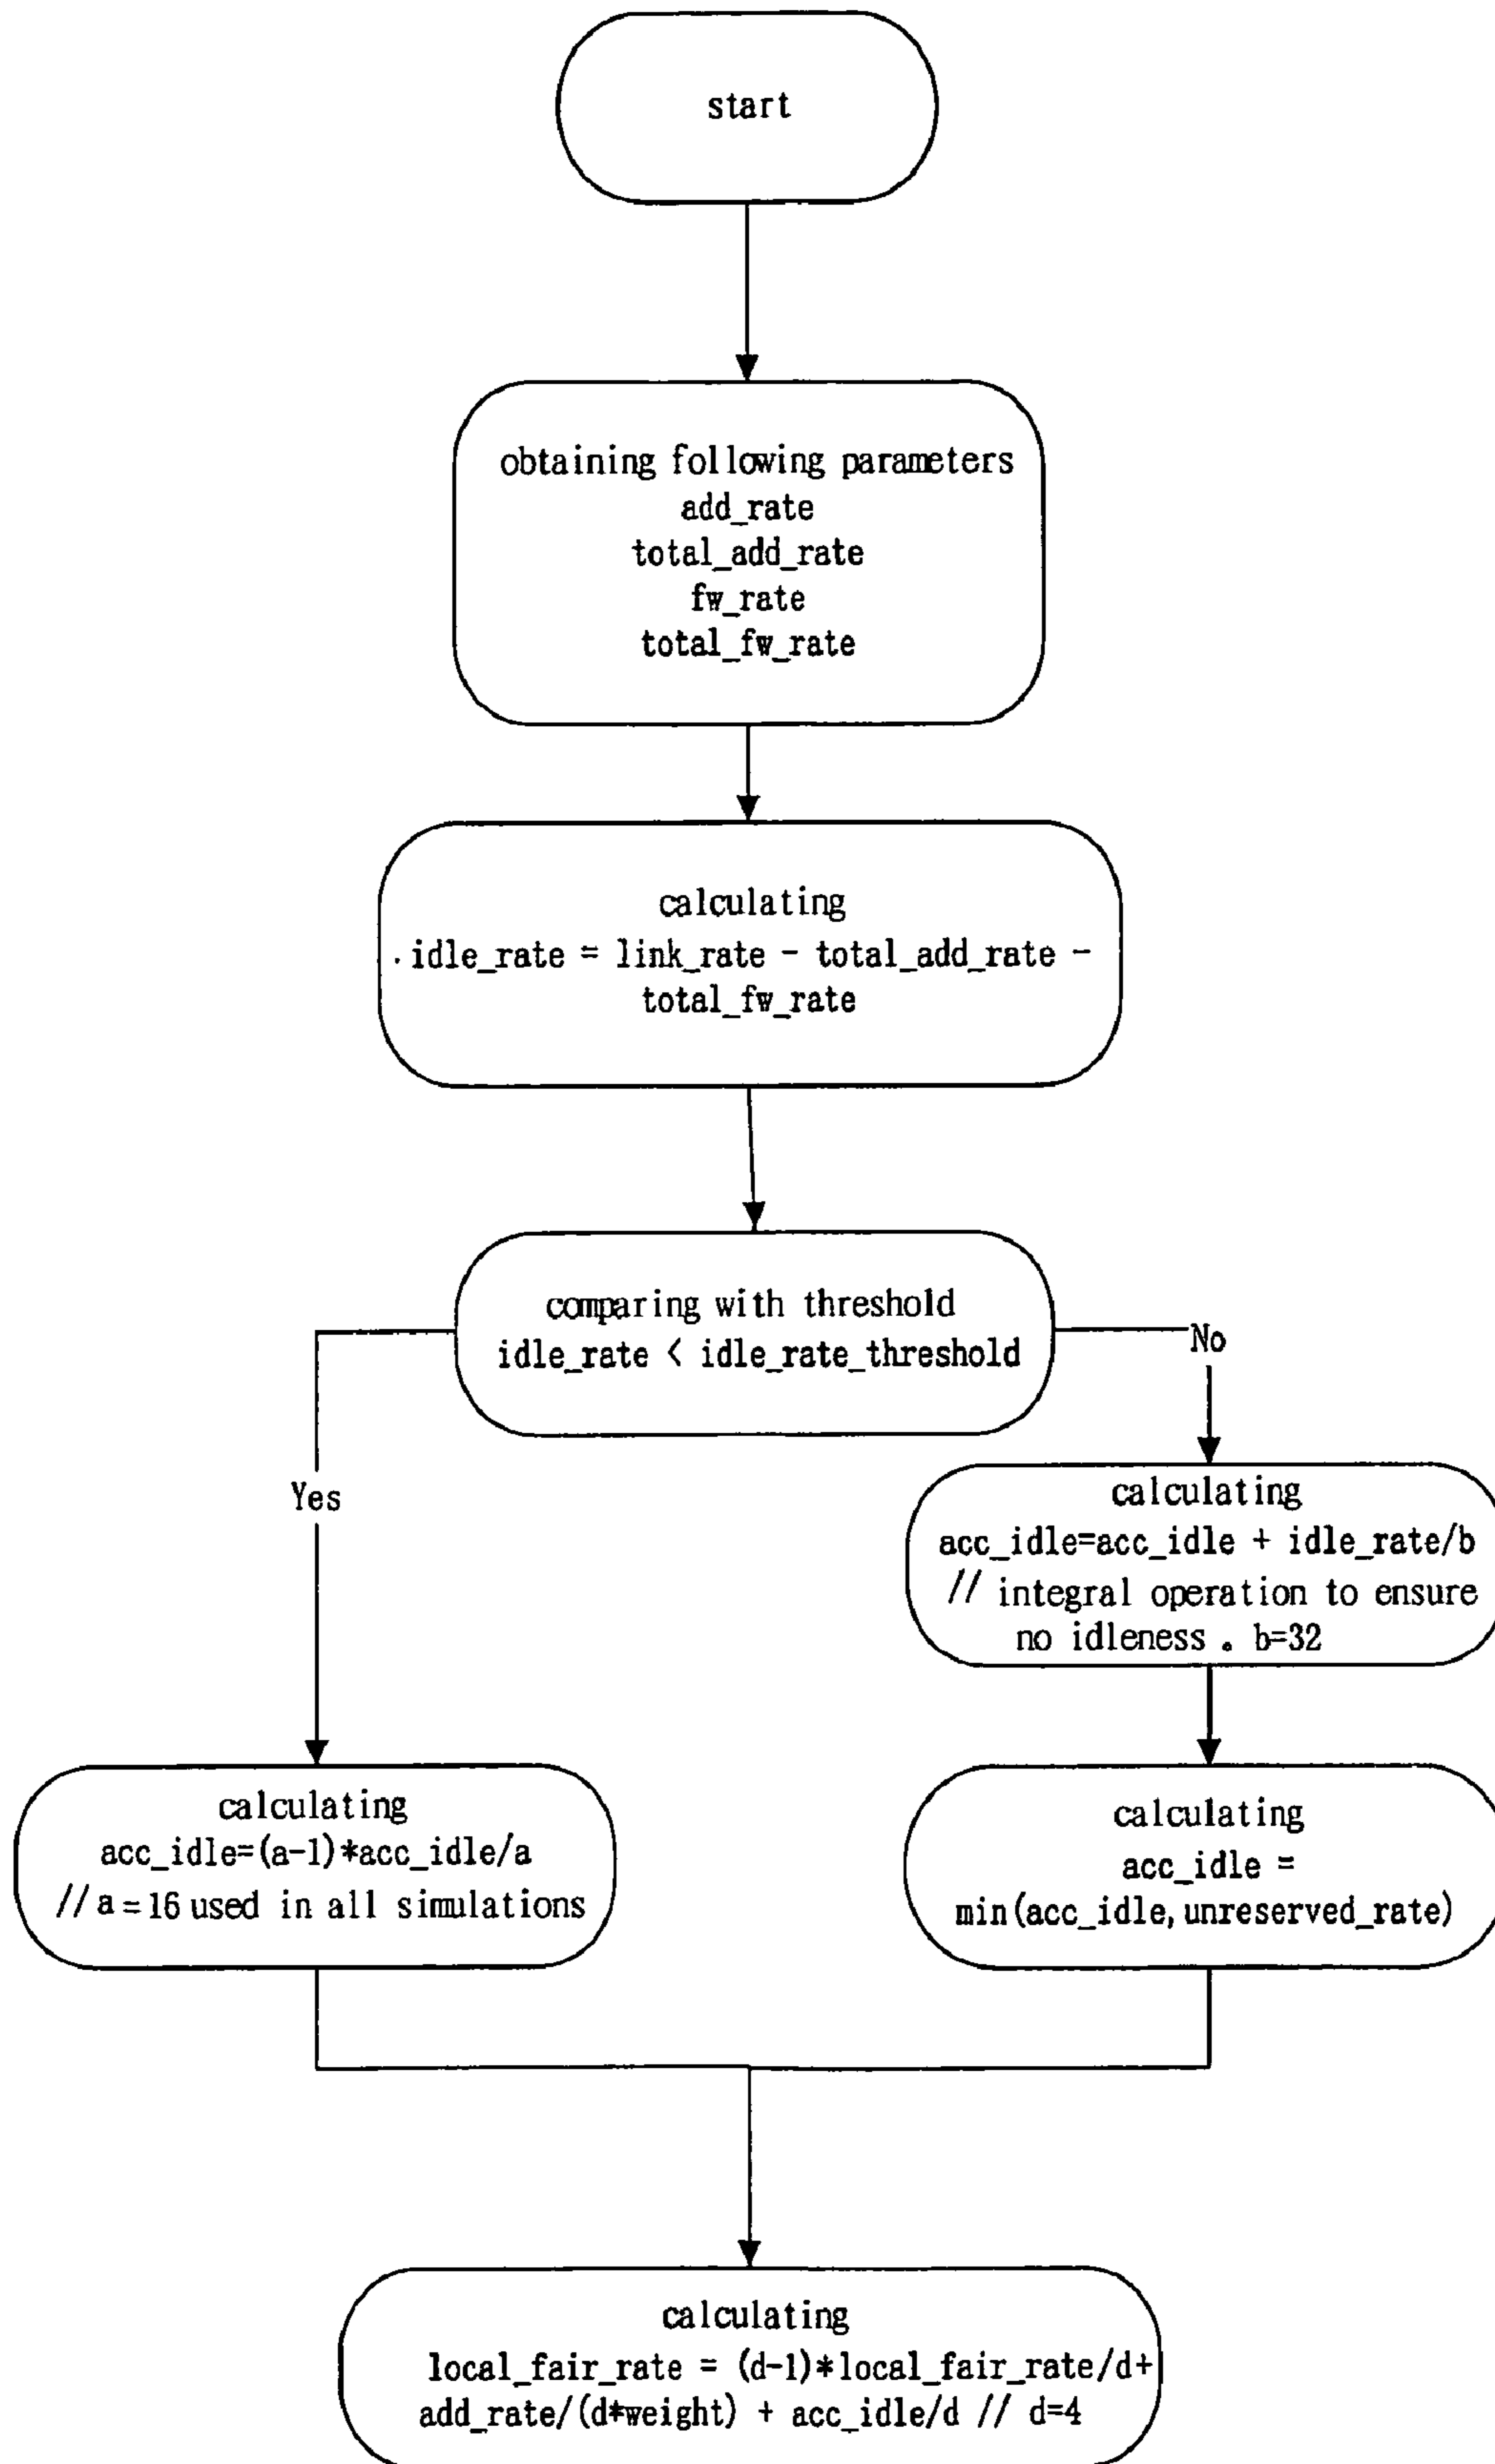 start
obtaining following parameters
add_rate
total_add_rate
fw_rate
total_fw_rate
calculating
idle_rate = link_rate - total_add_rate -
total_fw_rate
comparing with threshold
idle_rate < idle_rate_threshold
No
Yes
calculating
acc_idle=acc_idle + idle_rate/b
// integral operation to ensure
no idleness 。 b=32
calculating
acc_idle=(a-1)*acc_idle/a
//a=16 used in all simulations
calculating
acc_idle =
min(acc_idle,unreserved_rate)
calculating
local_fair_rate = (d-1)*local_fair_rate/d+
add_rate/(d*weight) + acc_idle/d // d=4